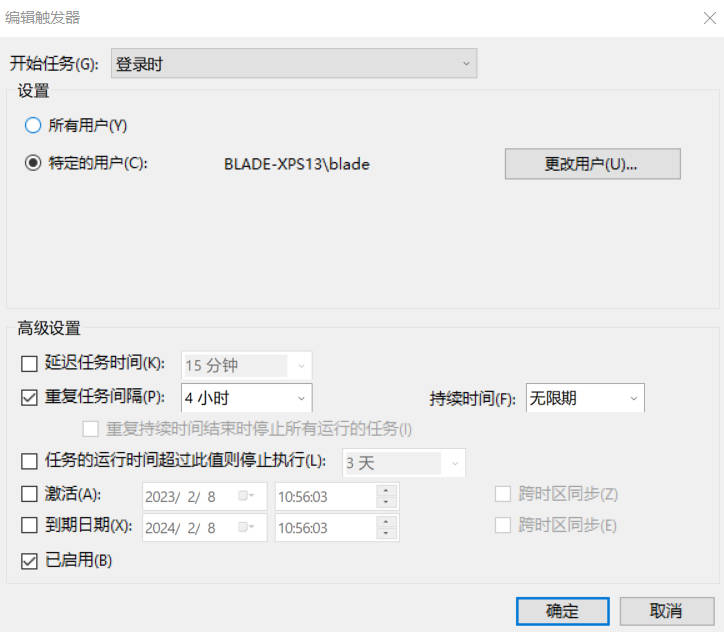 编辑触发器
开始任务(G): 登录时
设置
所有用户(Y)
特定的用户(C): BLADE-XPS13\blade 更改用户(U)...
高级设置
延迟任务时间(K): 15 分钟
重复任务间隔(P): 4 小时 持续时间(F): 无限期
重复持续时间结束时停止所有运行的任务(I)
任务的运行时间超过此值则停止执行(L): 3 天
激活(A): 2023/ 2/ 8 10:56:03 跨时区同步(Z)
到期日期(X): 2024/ 2/ 8 10:56:03 跨时区同步(E)
已启用(B)
确定 取消